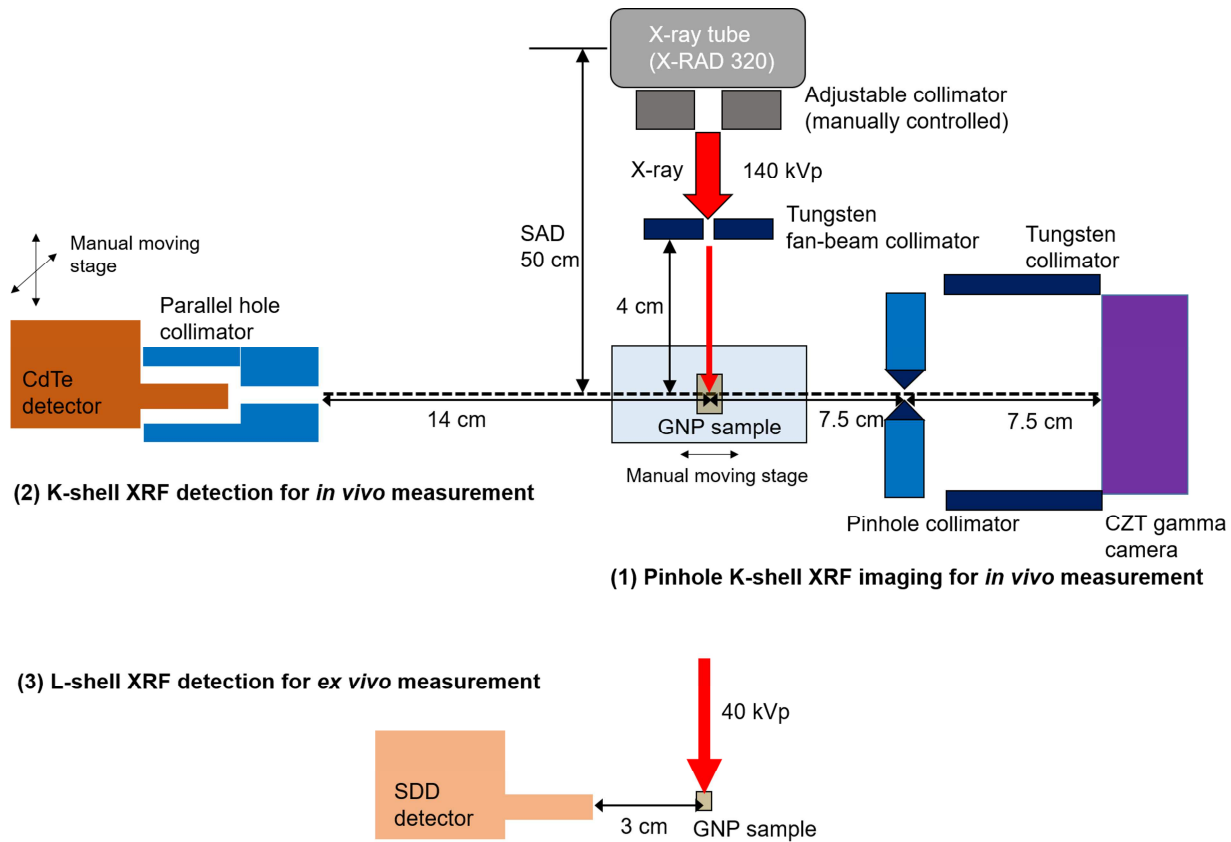 X-ray tube
(X-RAD 320)
Adjustable collimator
(manually controlled)
X-ray
140 kVp
SAD
50 cm
Tungsten
fan-beam collimator
Tungsten
collimator
Manual moving
stage
Parallel hole
collimator
4 cm
CdTe
detector
14 cm
GNP sample
7.5 cm
7.5 cm
Manual moving stage
Pinhole collimator
CZT gamma
camera
(2) K-shell XRF detection for in vivo measurement
(1) Pinhole K-shell XRF imaging for in vivo measurement
(3) L-shell XRF detection for ex vivo measurement
40 kVp
SDD
detector
3 cm
GNP sample